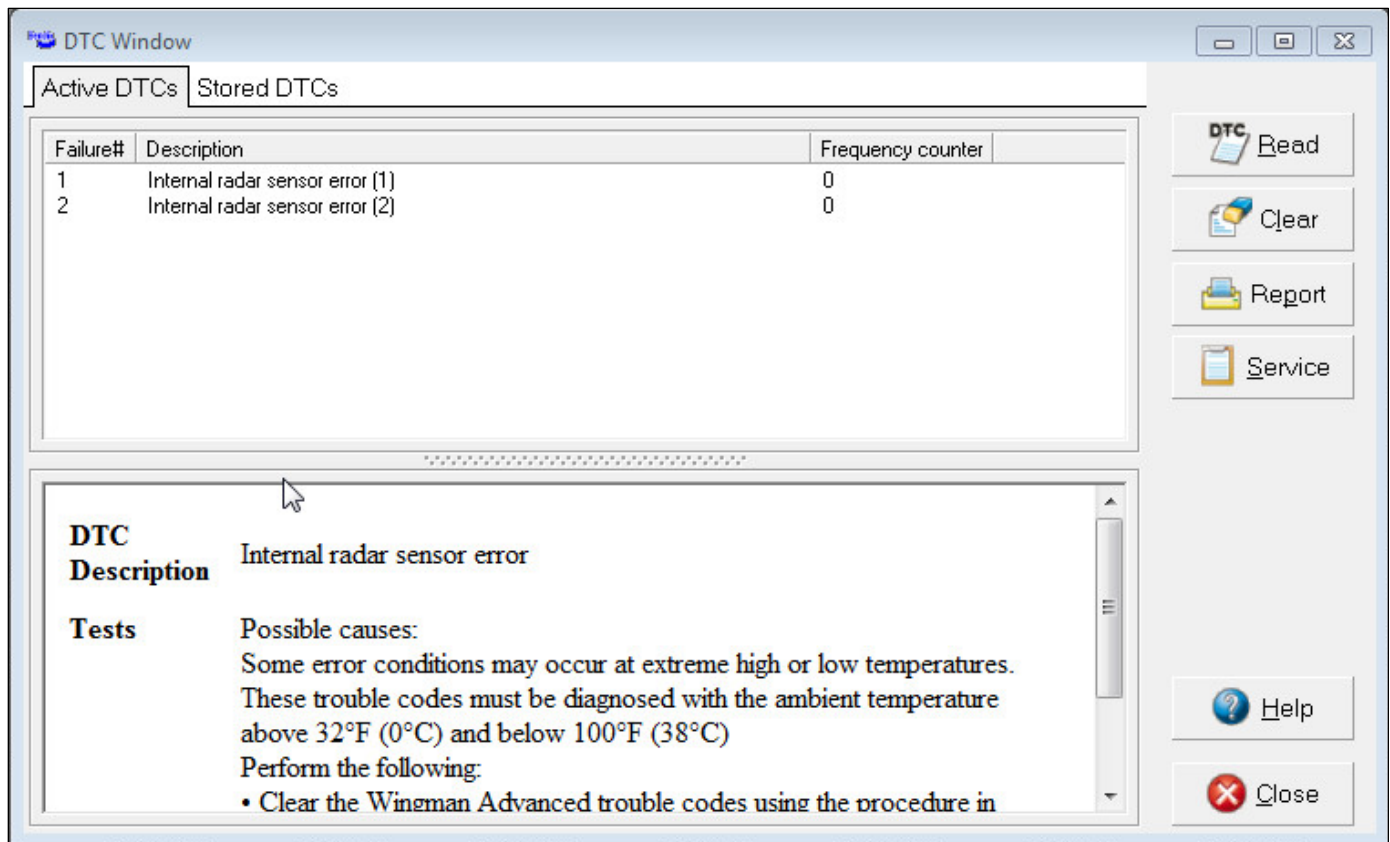 DTC Window
Active DTCs Stored DTCs
Failure# Description Frequency counter
1 Internal radar sensor error (1) 0
2 Internal radar sensor error (2) 0
DTC Read
Clear
Report
Service
DTC Description Internal radar sensor error
Tests Possible causes:
Some error conditions may occur at extreme high or low temperatures.
These trouble codes must be diagnosed with the ambient temperature
above 32°F (0°C) and below 100°F (38°C)
Perform the following:
• Clear the Wingman Advanced trouble codes using the procedure in
Help
Close